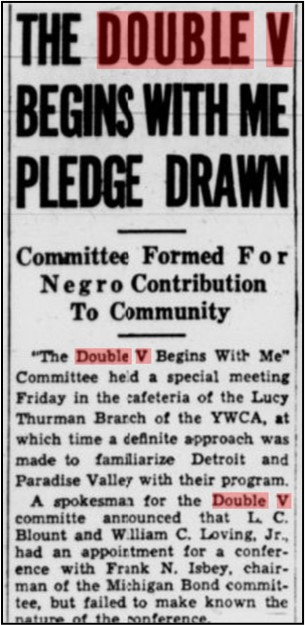 THE DOUBLE V
BEGINS WITH ME
PLEDGE DRAWN
Committee Formed For
Negro Contribution
To Community
"The Double V Begins With Me"
Committee held a special meeting
Friday in the cafeteria of the Lucy
Thurman Branch of the YWCA, at
which time a definite approach was
made to familiarize Detroit and
Paradise Valley with their program.
A spokesman for the Double V
committe announced that L. C.
Blount and William C. Loving, Jr.,
had an appointment for a confer-
ence with Frank N. Isbey, chair-
man of the Michigan Bond commit-
tee, but failed to make known the
nature of the conference.